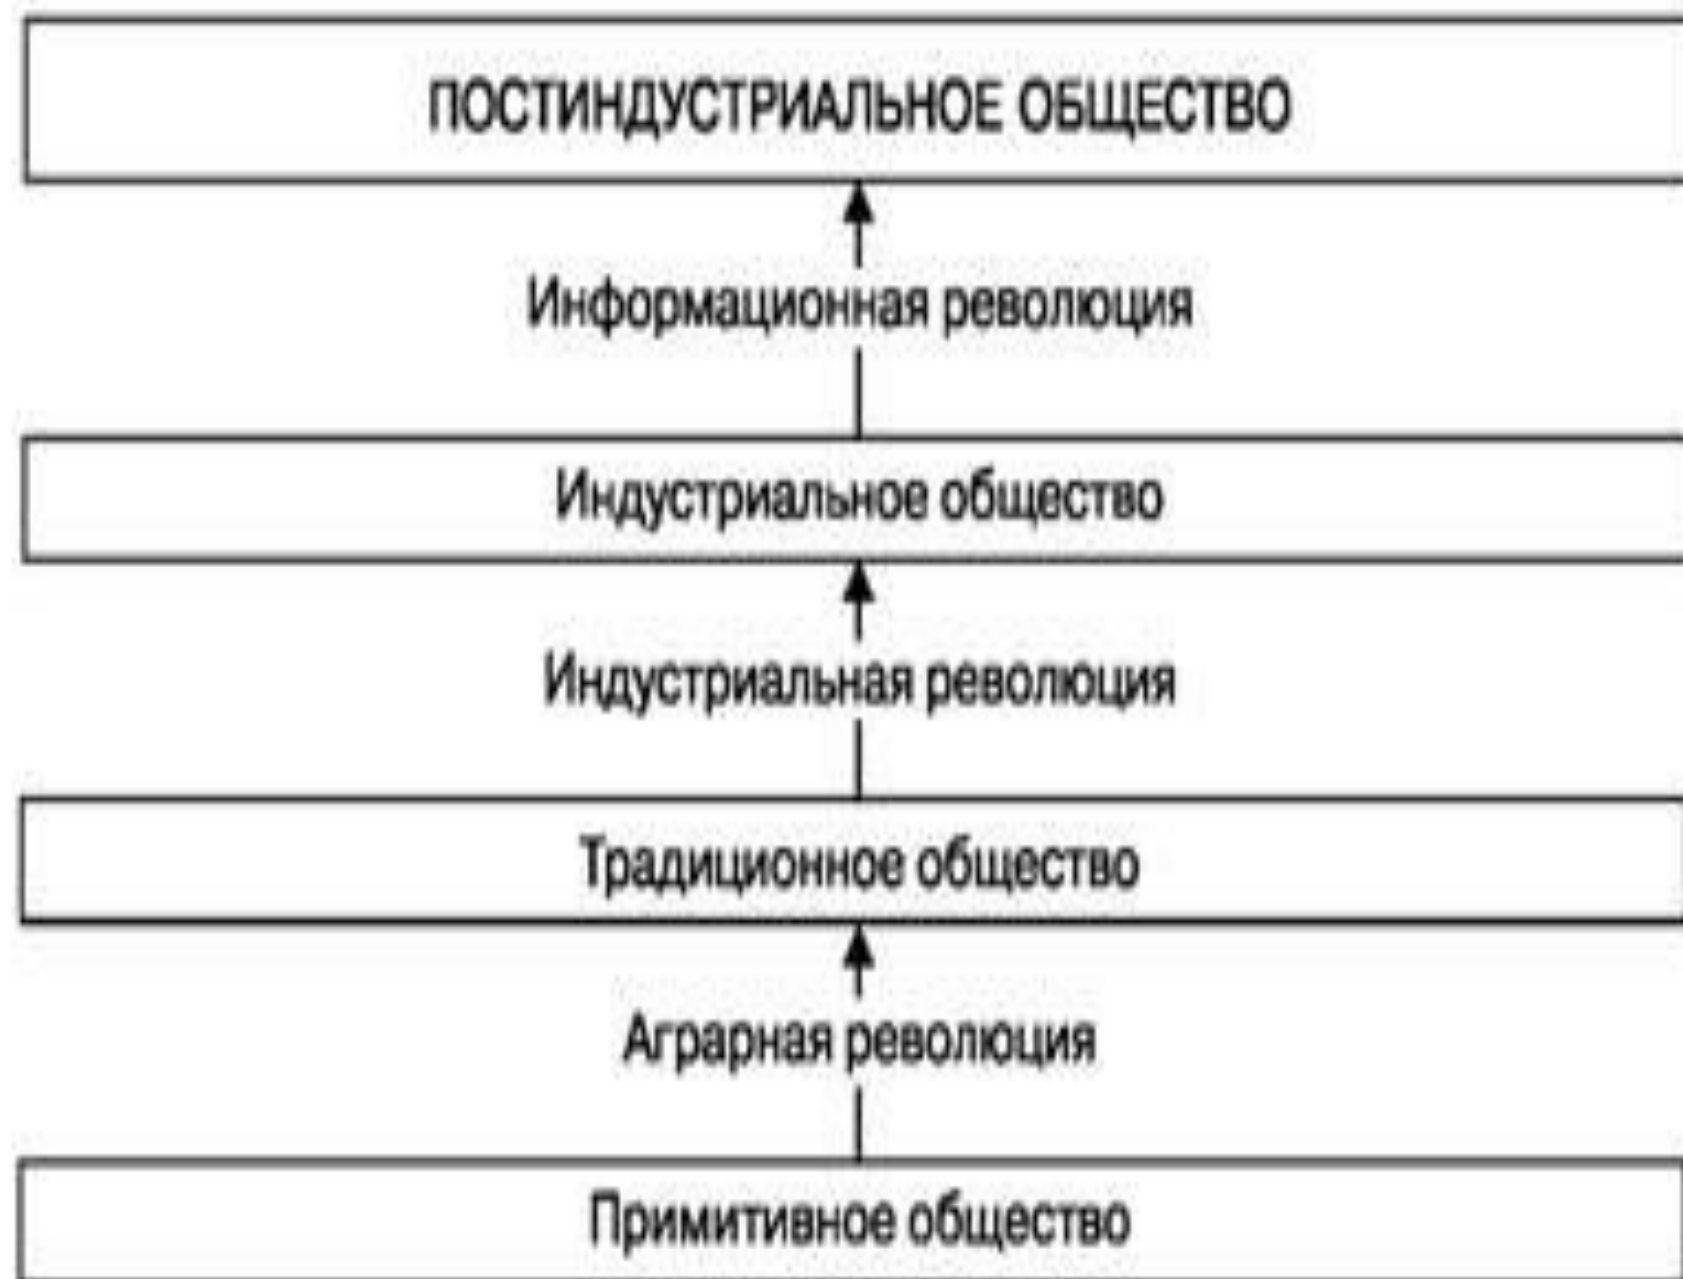 ПОСТИНДУСТРИАЛЬНОЕ ОБЩЕСТВО
Информационная революция
Индустриальное общество
Индустриальная революция
Традиционное общество
Аграрная революция
Примитивное общество